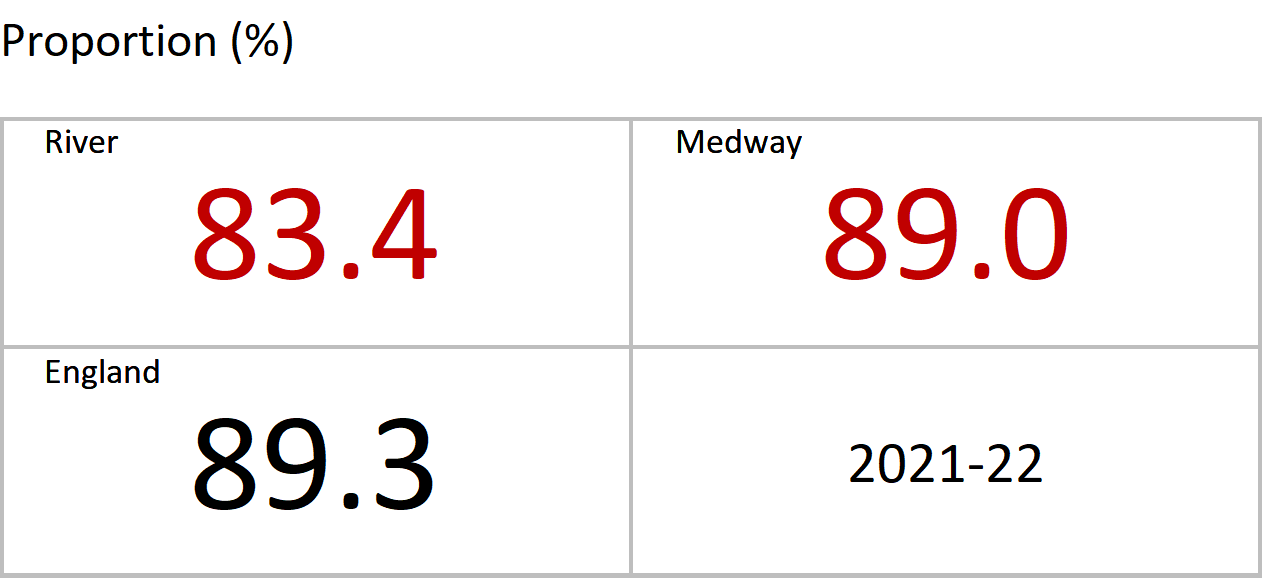 Proportion (%)
River
83.4
Medway
89.0
England
89.3
2021-22